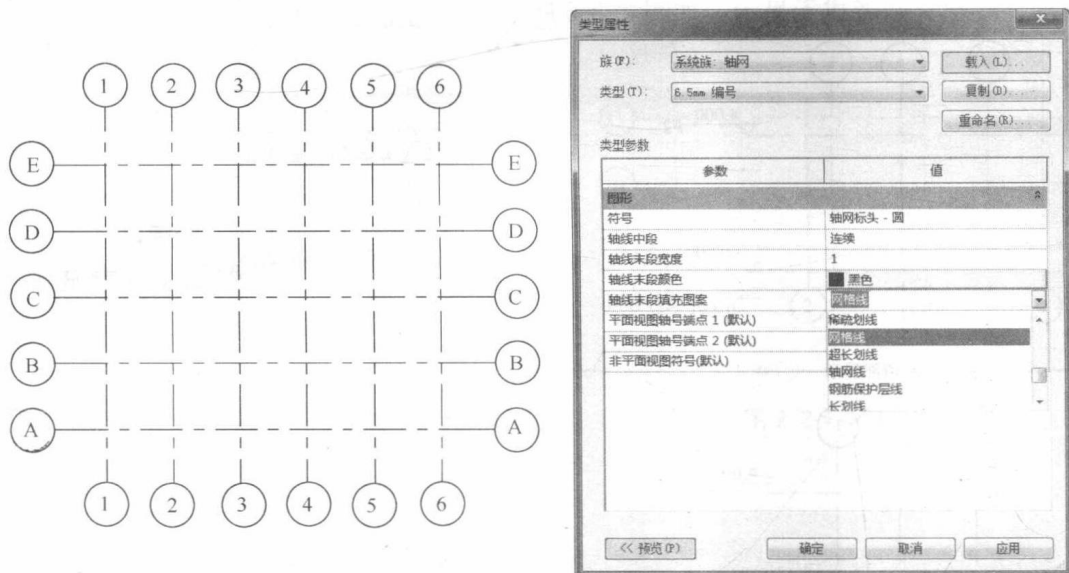 1 2 3 4 5 6
E E
D D
C C
B B
A A
1 2 3 4 5 6
类型属性
族(F): 系统族: 轴网 载入(L)...
类型(T): 6.5mm 编号 复制(D)...
重命名(R)...
类型参数
参数 值
图形
符号 轴网标头 - 圆
轴线中段 连续
轴线末段宽度 1
轴线末段颜色 黑色
轴线末段填充图案 网格线
平面视图轴号端点 1 (默认) 稀疏划线
平面视图轴号端点 2 (默认) 网格线
非平面视图符号(默认) 超长划线
轴网线
钢筋保护层线
长划线
<< 预览(P) 确定 取消 应用